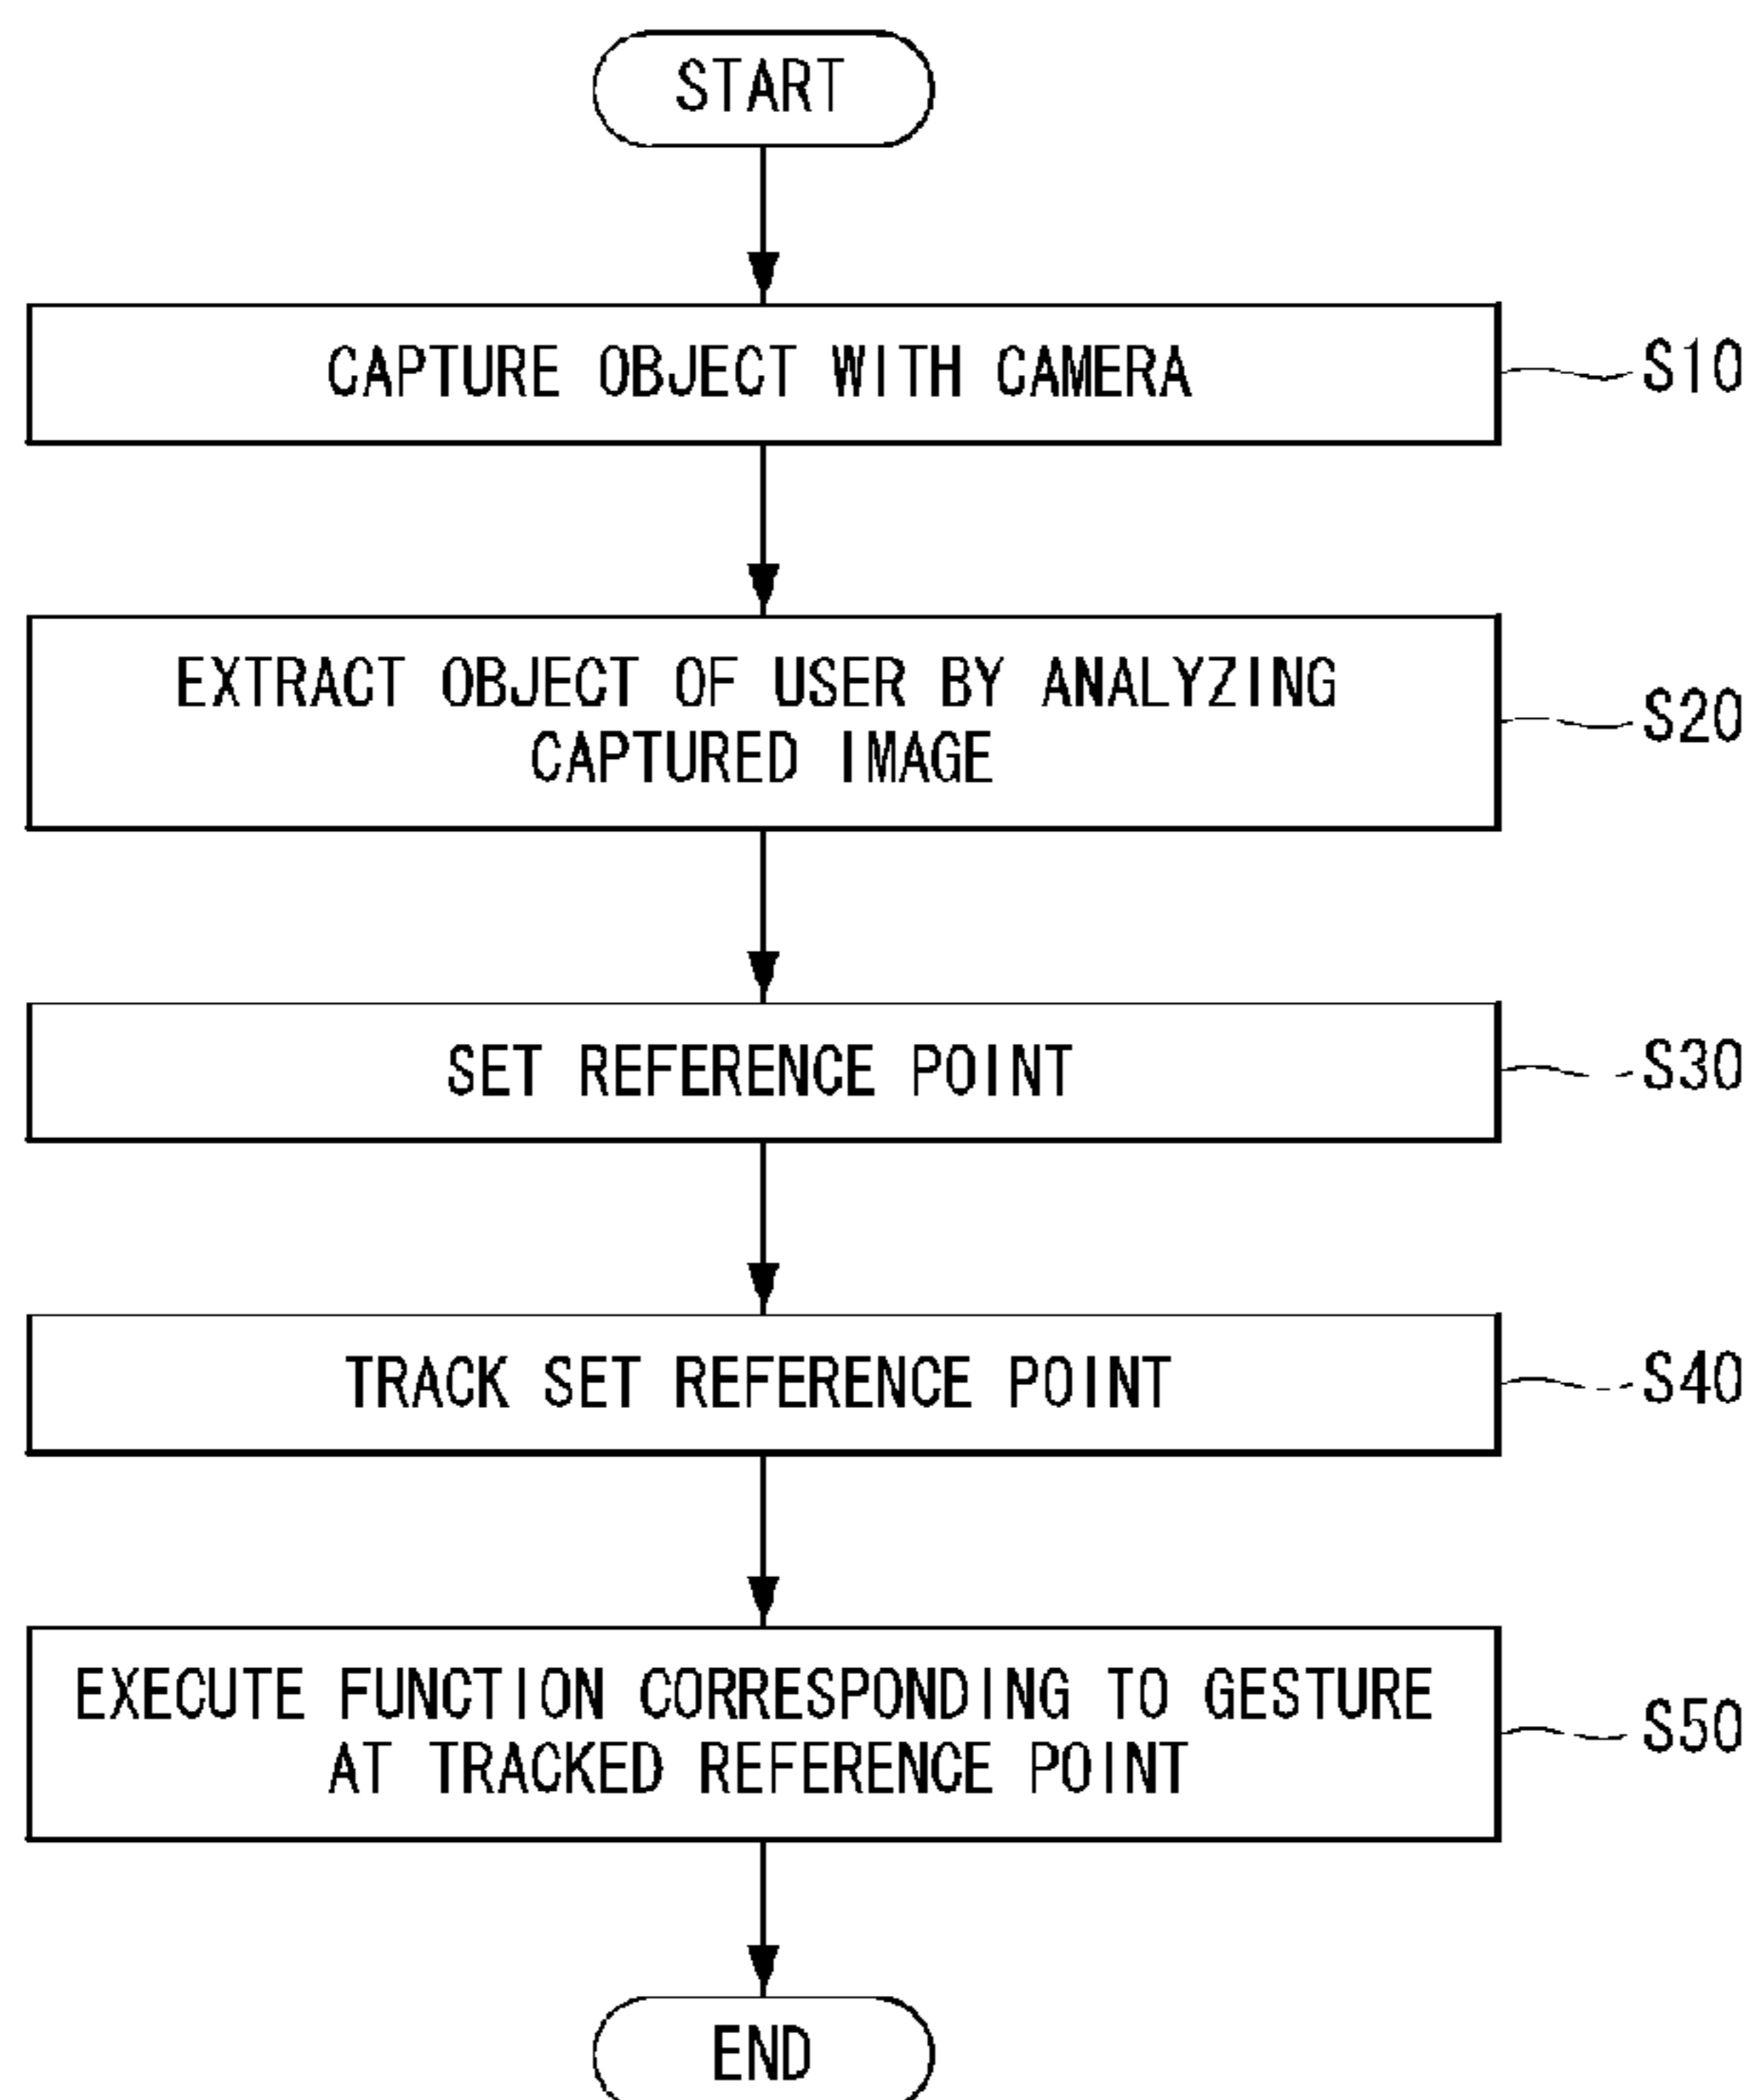 START
CAPTURE OBJECT WITH CAMERA
S10
EXTRACT OBJECT OF USER BY ANALYZING
CAPTURED IMAGE
S20
SET REFERENCE POINT
S30
TRACK SET REFERENCE POINT
S40
EXECUTE FUNCTION CORRESPONDING TO GESTURE
AT TRACKED REFERENCE POINT
S50
END